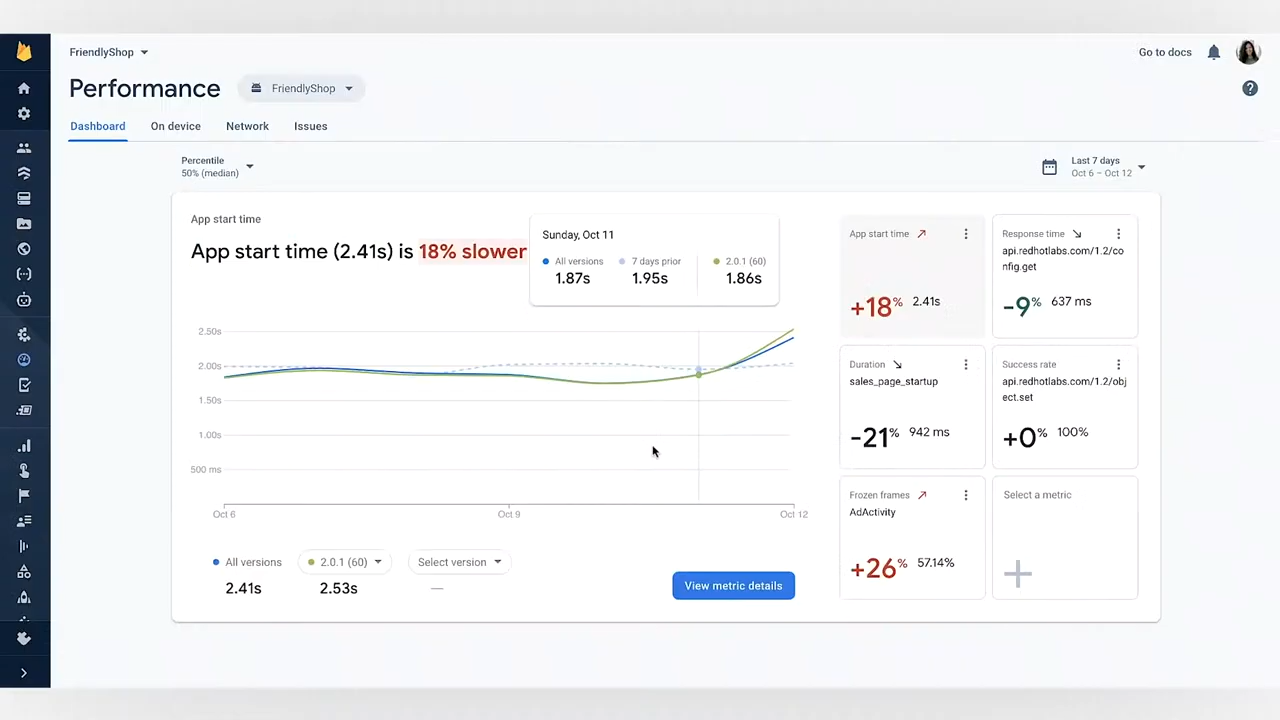 FriendlyShop
Go to docs
Performance
FriendlyShop
Dashboard
On device
Network
Issues
Percentile
50% (median)
Last 7 days
Oct 6 – Oct 12
App start time
App start time (2.41s) is 18% slower
Sunday, Oct 11
All versions
7 days prior
2.0.1 (60)
1.87s
1.95s
1.86s
2.50s
2.00s
1.50s
1.00s
500 ms
Oct 6
Oct 9
Oct 12
All versions
2.0.1 (60)
Select version
2.41s
2.53s
—
View metric details
App start time
+18%
2.41s
Response time
api.redhotlabs.com/1.2/co
nfig.get
-9%
637 ms
Duration
sales_page_startup
-21%
942 ms
Success rate
api.redhotlabs.com/1.2/obj
ect.set
+0%
100%
Frozen frames
AdActivity
+26%
57.14%
Select a metric